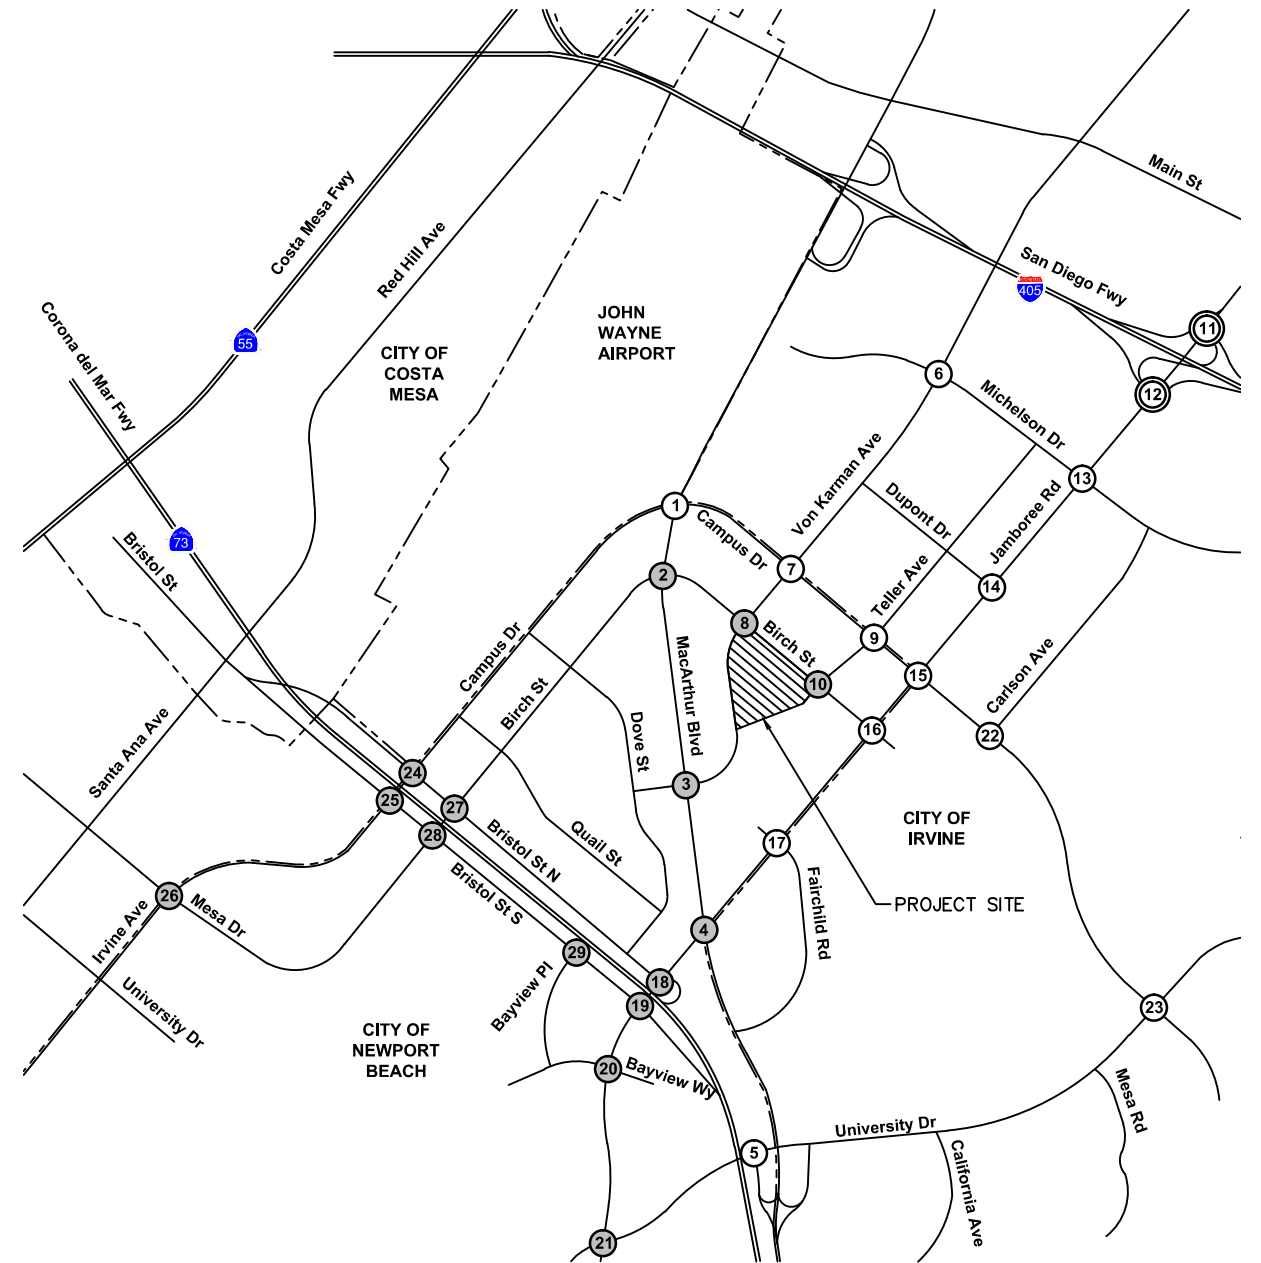 Main St
Costa Mesa Fwy
Red Hill Ave
San Diego Fwy
405
Corona del Mar Fwy
JOHN
WAYNE
AIRPORT
11
55
CITY OF
COSTA
MESA
6
12
Michelson Dr
Von Karman Ave
13
Dupont Dr
Jamboree Rd
1
Campus Dr
73
Bristol St
7
2
Teller Ave
14
8
Birch St
9
MacArthur Blvd
Campus Dr
10
15
Carlson Ave
Birch St
Dove St
16
22
Santa Ana Ave
24
3
25
27
28
CITY OF
IRVINE
17
Quail St
Bristol St N
Bristol St S
Fairchild Rd
26
Mesa Dr
Irvine Ave
PROJECT SITE
4
29
18
University Dr
Bayview Pl
19
23
CITY OF
NEWPORT
BEACH
20
Bayview Wy
Mesa Rd
University Dr
5
California Ave
21